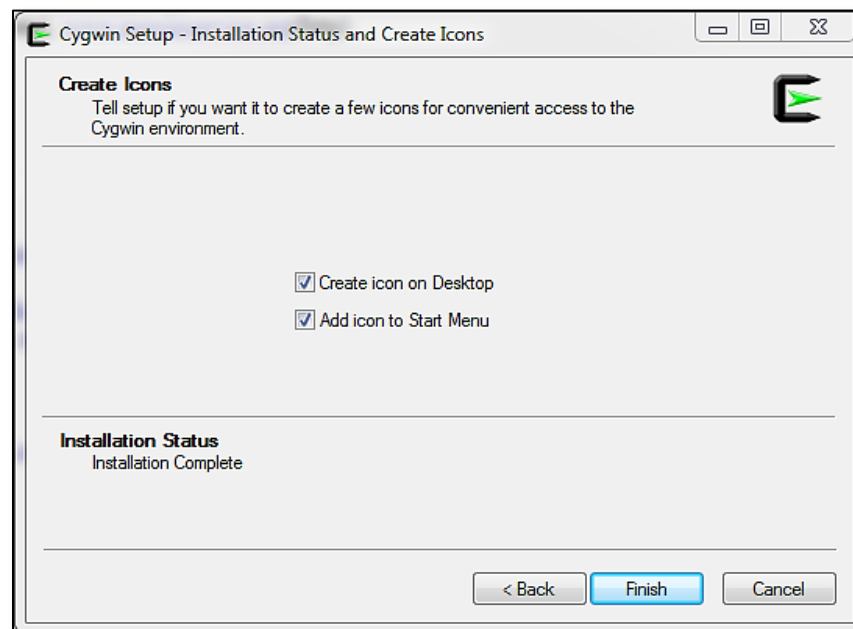 Cygwin Setup - Installation Status and Create Icons
Create Icons
Tell setup if you want it to create a few icons for convenient access to the
Cygwin environment.
Create icon on Desktop
Add icon to Start Menu
Installation Status
Installation Complete
< Back
Finish
Cancel